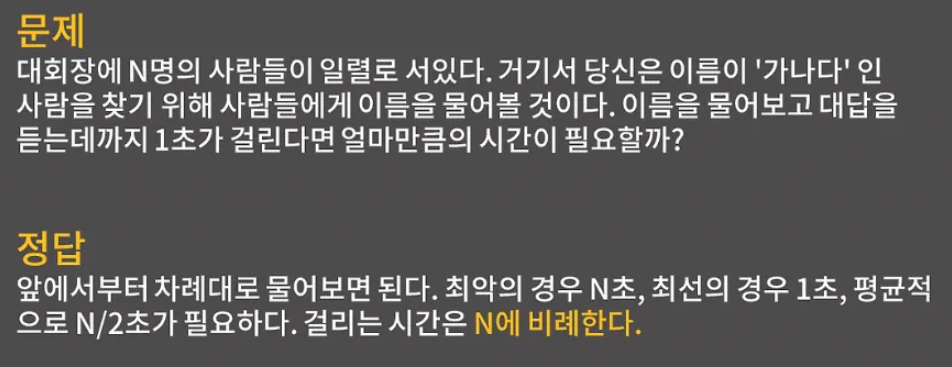 문제
대회장에 N명의 사람들이 일렬로 서있다. 거기서 당신은 이름이 '가나다' 인
사람을 찾기 위해 사람들에게 이름을 물어볼 것이다. 이름을 물어보고 대답을
듣는데까지 1초가 걸린다면 얼마만큼의 시간이 필요할까?
정답
앞에서부터 차례대로 물어보면 된다. 최악의 경우 N초, 최선의 경우 1초, 평균적
으로 N/2초가 필요하다. 걸리는 시간은 N에 비례한다.